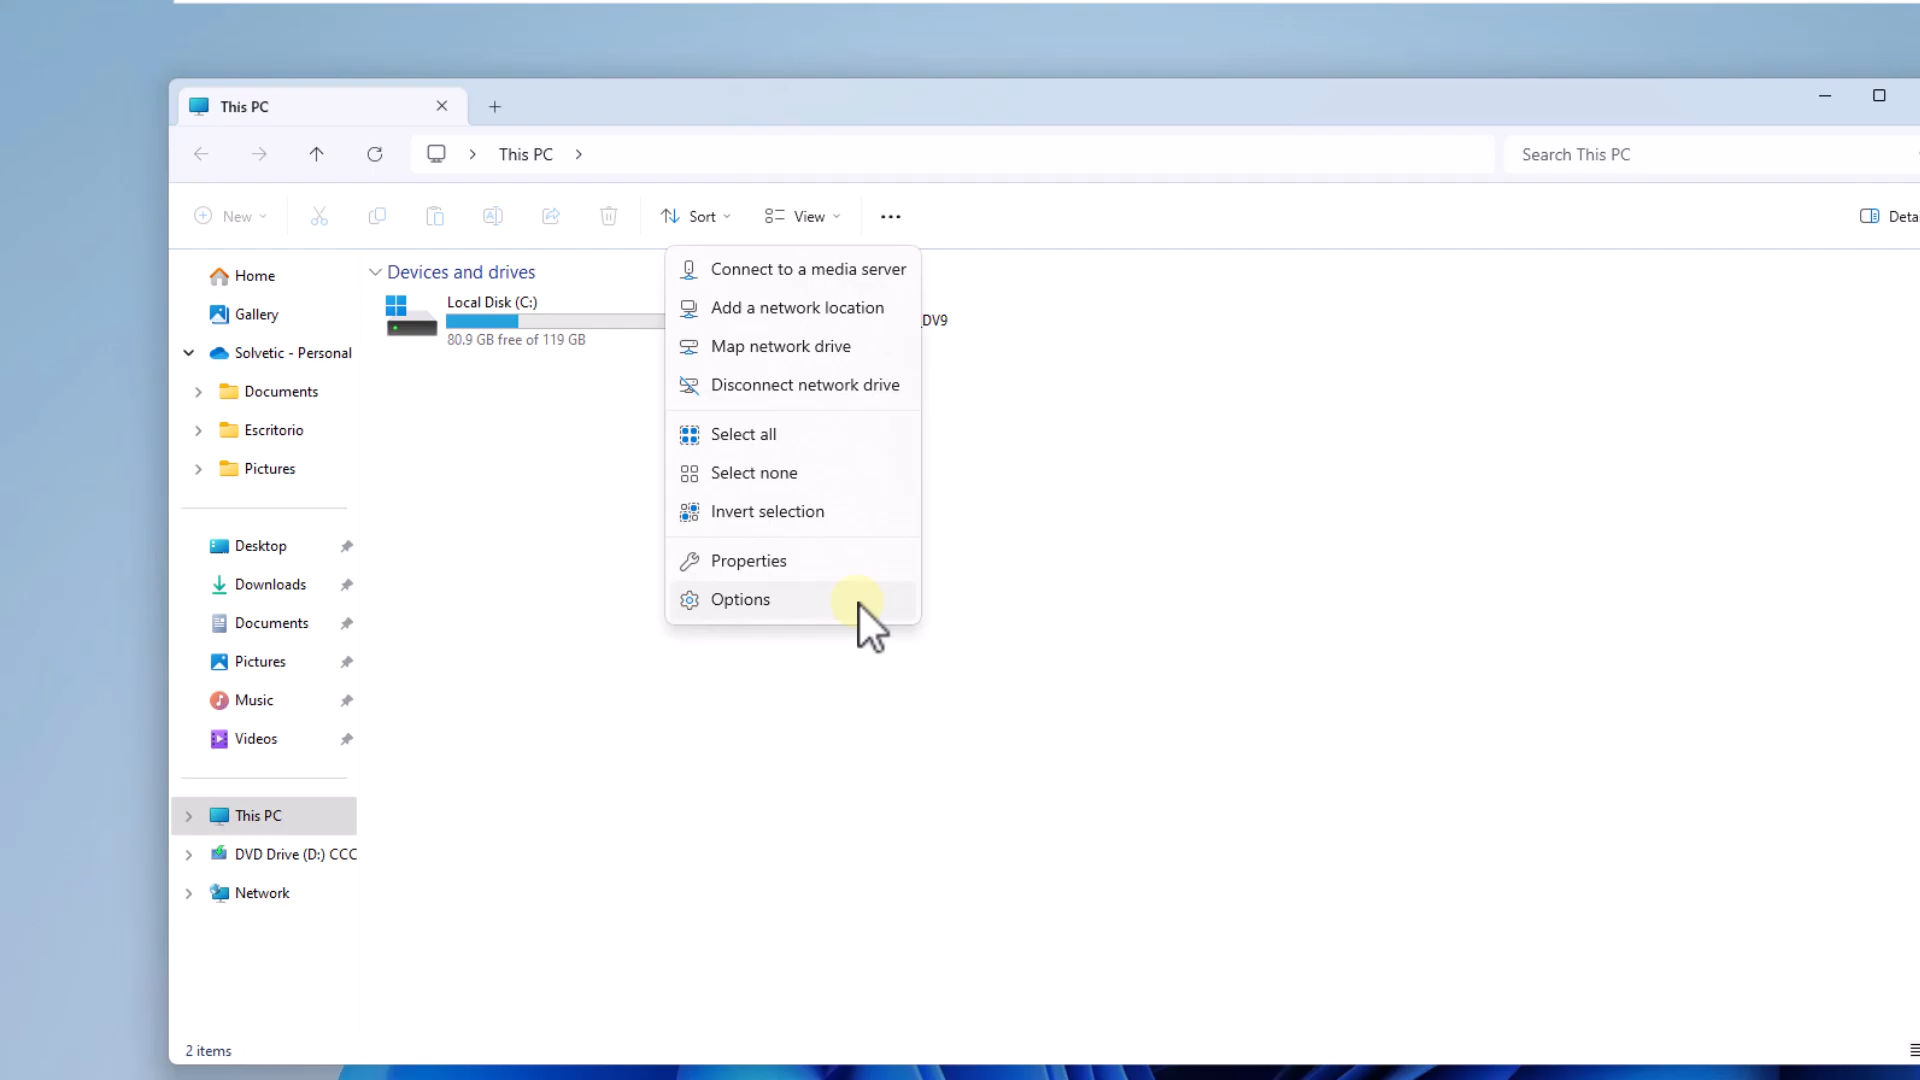 This PC
This PC
Search This PC
New
Sort
View
Home
Gallery
Solvetic - Personal
Documents
Escritorio
Pictures
Desktop
Downloads
Documents
Pictures
Music
Videos
This PC
DVD Drive (D:) CCC
Network
Devices and drives
Local Disk (C:)
80.9 GB free of 119 GB
_DV9
Connect to a media server
Add a network location
Map network drive
Disconnect network drive
Select all
Select none
Invert selection
Properties
Options
Detai
2 items